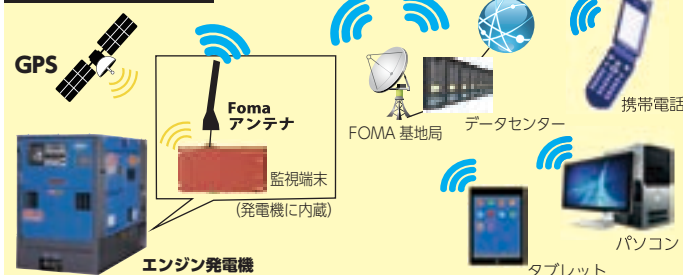 GPS
Foma
アンテナ
監視端末
(発電機に内蔵)
エンジン発電機
FOMA 基地局
データセンター
携帯電話
パソコン
タブレット